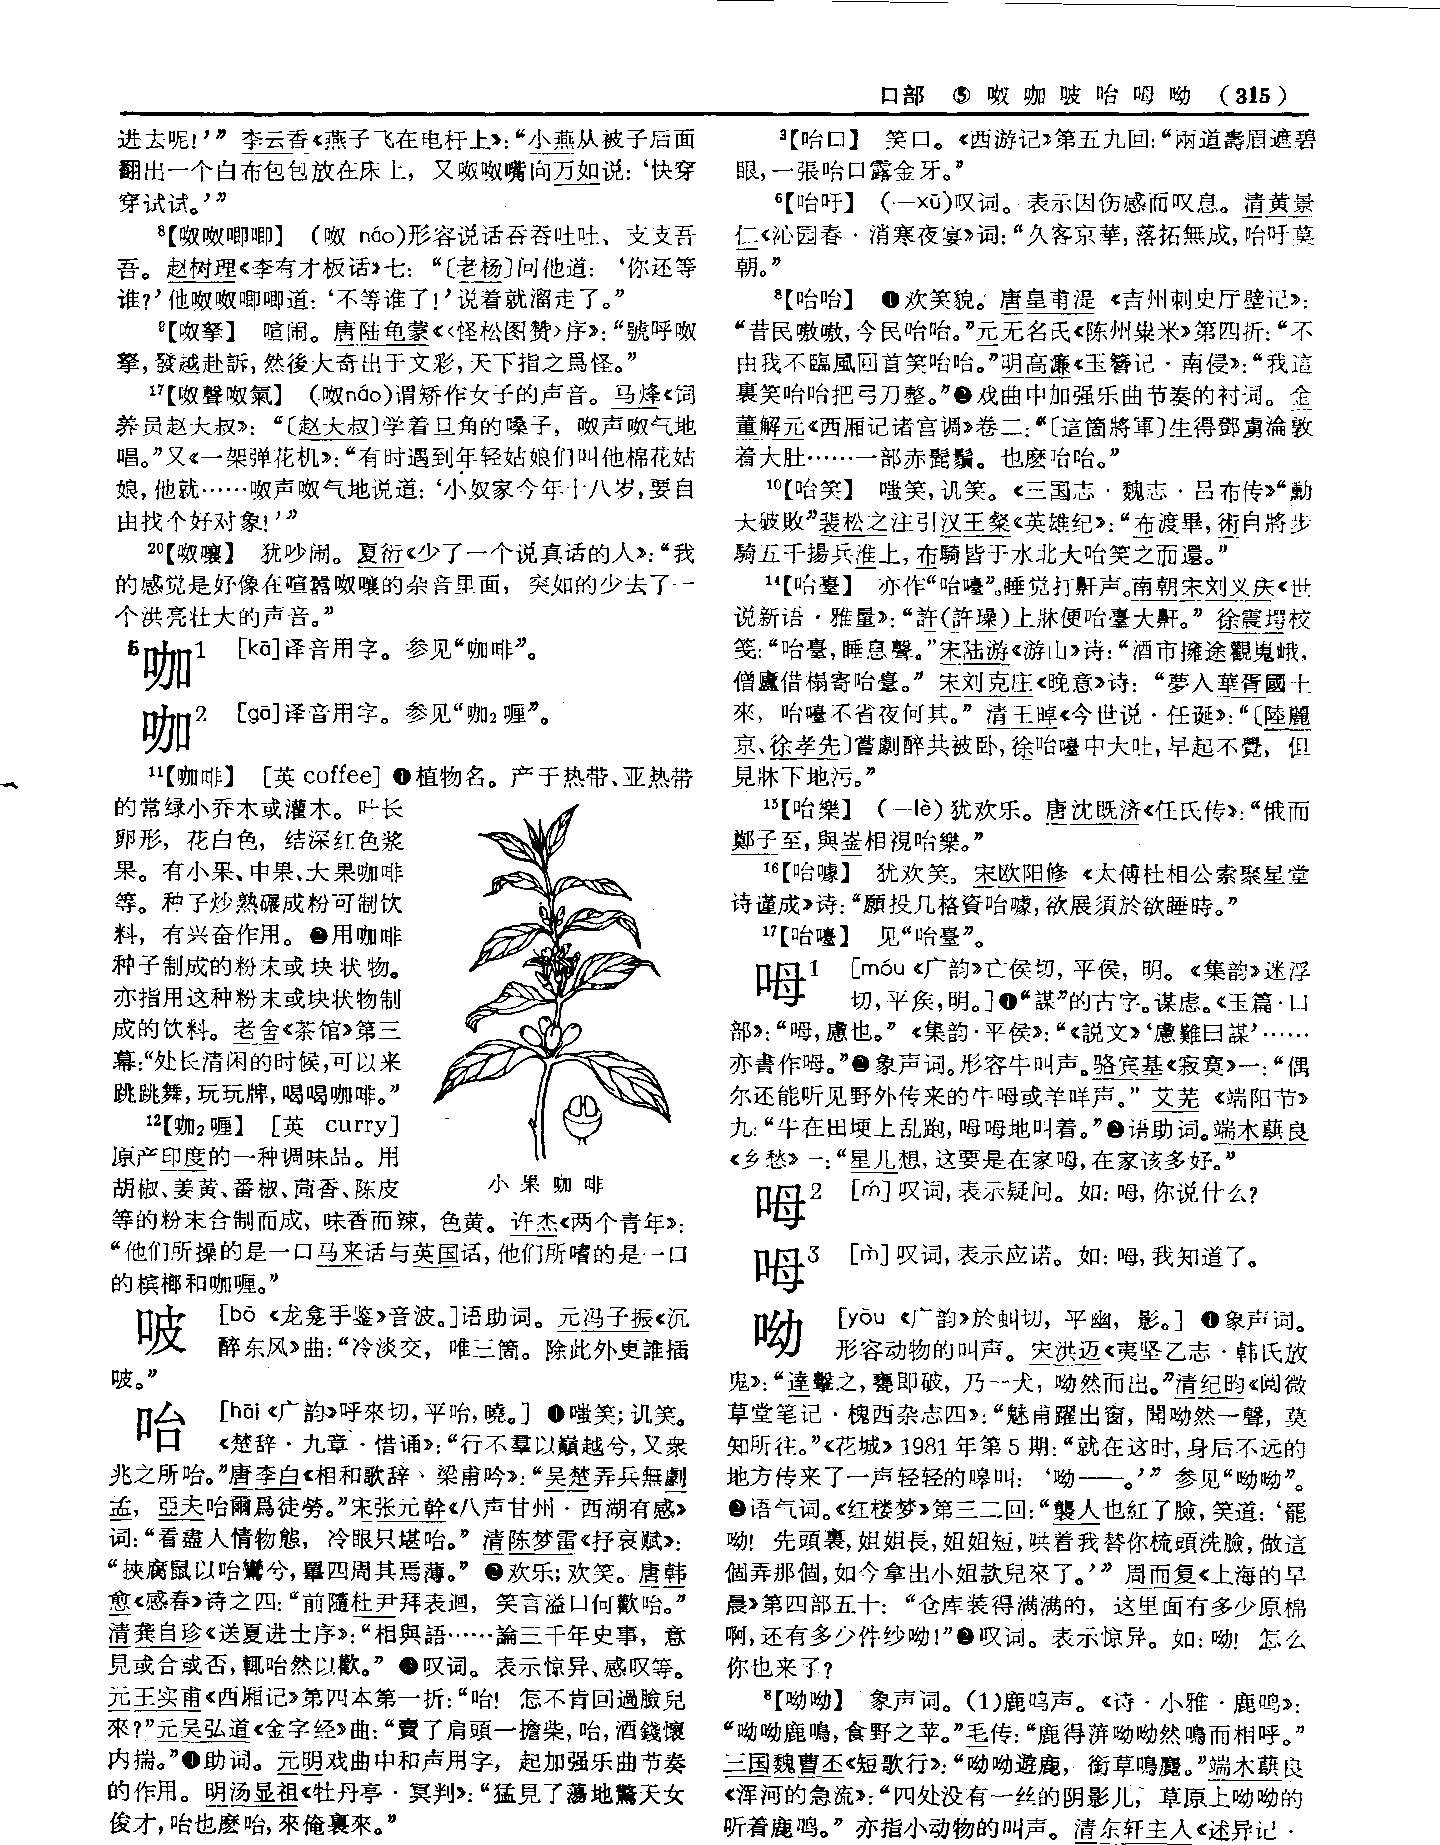 口部 ⑤ 呶咖啵咍呣呦 (315)
进去呢!’” 李云香《燕子飞在电杆上》:“小燕从被子后面
翻出一个白布包包放在床上, 又呶呶嘴向万如说: ‘快穿
穿试试。’”
8【呶呶唧唧】 (呶 náo)形容说话吞吞吐吐、支支吾
吾。赵树理《李有才板话》七: “〔老杨〕问他道: ‘你还等
谁?’他呶呶唧唧道:‘不等谁了!’说着就溜走了。”
9【呶拏】 喧闹。唐陆龟蒙《〈怪松图赞〉序》:“號呼呶
拏,發越赴訴,然後大奇出于文彩,天下指之爲怪。”
17【呶聲呶氣】 (呶náo)谓矫作女子的声音。马烽《饲
养员赵大叔》: “〔赵大叔〕学着旦角的嗓子, 呶声呶气地
唱。”又《一架弹花机》:“有时遇到年轻姑娘们叫他棉花姑
娘,他就……呶声呶气地说道:‘小奴家今年十八岁,要自
由找个好对象!’”
20【呶嚷】 犹吵闹。夏衍《少了一个说真话的人》:“我
的感觉是好像在喧嚣呶嚷的杂音里面, 突如的少去了一
个洪亮壮大的声音。”
5咖1 [kā]译音用字。参见“咖啡”。
咖2 [gā]译音用字。参见“咖2喱”。
11【咖啡】 [英 coffee] ❶植物名。产于热带、亚热带
的常绿小乔木或灌木。叶长
卵形, 花白色, 结深红色浆
果。有小果、中果、大果咖啡
等。种子炒熟碾成粉可制饮
料, 有兴奋作用。❷用咖啡
种子制成的粉末或块状物。
亦指用这种粉末或块状物制
成的饮料。老舍《茶馆》第三
幕:“处长清闲的时候,可以来
跳跳舞,玩玩牌,喝喝咖啡。”
12【咖2喱】 [英 curry]
原产印度的一种调味品。用
胡椒、姜黄、番椒、茴香、陈皮
小果咖啡
等的粉末合制而成, 味香而辣, 色黄。许杰《两个青年》:
“他们所操的是一口马来话与英国话,他们所嗜的是一口
的槟榔和咖喱。”
啵 [bō 《龙龛手鉴》音波。]语助词。元冯子振《沉
醉东风》曲:“冷淡交, 唯三箇。除此外更誰插
啵。”
咍 [hāi《广韵》呼來切,平咍,曉。] ❶嗤笑;讥笑。
《楚辞·九章·惜诵》:“行不羣以巔越兮,又衆
兆之所咍。”唐李白《相和歌辞、梁甫吟》:“吴楚弄兵無劇
孟, 亞夫咍爾爲徒勞。”宋张元幹《八声甘州·西湖有感》
词:“看盡人情物態, 冷眼只堪咍。” 清陈梦雷《抒哀赋》:
“挾腐鼠以咍鸞兮,羣四周其焉薄。” ❷欢乐;欢笑。唐韩
愈《感春》诗之四:“前隨杜尹拜表迴, 笑言溢口何歡咍。”
清龚自珍《送夏进士序》:“相與語……論三千年史事, 意
見或合或否,輒咍然以歡。” ❸叹词。表示惊异、感叹等。
元王实甫《西厢记》第四本第一折:“咍! 怎不肯回過臉兒
來?”元吴弘道《金字经》曲:“賣了肩頭一擔柴,咍,酒錢懷
内揣。”❹助词。元明戏曲中和声用字, 起加强乐曲节奏
的作用。明汤显祖《牡丹亭·冥判》:“猛見了蕩地驚天女
俊才,咍也麽咍,來俺裏來。”
3【咍口】 笑口。《西游记》第五九回:“兩道壽眉遮碧
眼,一張咍口露金牙。”
6【咍吁】 (—xū)叹词。表示因伤感而叹息。清黄景
仁《沁园春·消寒夜宴》词:“久客京華,落拓無成,咍吁莫
朝。”
8【咍咍】 ❶欢笑貌。唐皇甫湜 《吉州刺史厅壁记》:
“昔民嗷嗷,今民咍咍。”元无名氏《陈州粜米》第四折:“不
由我不臨風回首笑咍咍。”明高濂《玉簪记·南侵》:“我這
裏笑咍咍把弓刀整。”❷戏曲中加强乐曲节奏的衬词。金
董解元《西厢记诸宫调》卷二:“〔這箇將軍〕生得鄧虜淪敦
着大肚……一部赤髭鬚。也麽咍咍。”
10【咍笑】 嗤笑,讥笑。《三国志·魏志·吕布传》“勳
大破敗”裴松之注引汉王粲《英雄纪》:“布渡畢,術自將步
騎五千揚兵淮上,布騎皆于水北大咍笑之而還。”
14【咍臺】 亦作“咍嚉”。睡觉打鼾声。南朝宋刘义庆《世
说新语·雅量》:“許(許璪)上牀便咍臺大鼾。” 徐震堮校
笺:“咍臺,睡息聲。”宋陆游《游山》诗:“酒市擁途觀嵬峨,
僧廬借榻寄咍臺。” 宋刘克庄《晚意》诗: “夢入華胥國土
來, 咍嚉不省夜何其。” 清王晫《今世说·任诞》:“〔陸麗
京、徐孝先〕嘗劇醉共被卧,徐咍嚉中大吐,早起不覺, 但
見牀下地污。”
15【咍樂】 (—lè) 犹欢乐。唐沈既济《任氏传》:“俄而
鄭子至,與崟相視咍樂。”
16【咍噱】 犹欢笑。宋欧阳修 《太傅杜相公索聚星堂
诗谨成》诗:“願投几格資咍噱,欲展須於欲睡時。”
17【咍嚉】 见“咍臺”。
呣1 [móu《广韵》亡侯切, 平侯, 明。《集韵》迷浮
切,平矦,明。]❶“謀”的古字。谋虑。《玉篇·口
部》:“呣,慮也。” 《集韵·平侯》:“《説文》‘慮難曰謀’……
亦書作呣。”❷象声词。形容牛叫声。骆宾基《寂寞》一:“偶
尔还能听见野外传来的牛呣或羊咩声。” 艾芜 《端阳节》
九:“牛在田埂上乱跑,呣呣地叫着。”❸语助词。端木蕻良
《乡愁》一:“星儿想,这要是在家呣,在家该多好。”
呣2 [ḿ]叹词,表示疑问。如:呣,你说什么?
呣3 [m̀]叹词,表示应诺。如:呣,我知道了。
呦 [yōu 《广韵》於虯切, 平幽, 影。] ❶象声词。
形容动物的叫声。宋洪迈《夷坚乙志·韩氏放
鬼》:“達擊之,甕即破, 乃一犬, 呦然而出。”清纪昀《阅微
草堂笔记·槐西杂志四》:“魅甫躍出窗, 聞呦然一聲, 莫
知所往。”《花城》1981年第5期:“就在这时,身后不远的
地方传来了一声轻轻的嗥叫: ‘呦——。’” 参见“呦呦”。
❷语气词。《红楼梦》第三二回:“襲人也紅了臉,笑道:‘罷
呦! 先頭裏,姐姐長,姐姐短,哄着我替你梳頭洗臉,做這
個弄那個,如今拿出小姐款兒來了。’” 周而复《上海的早
晨》第四部五十: “仓库装得满满的, 这里面有多少原棉
啊,还有多少件纱呦!”❸叹词。表示惊异。如:呦! 怎么
你也来了?
8【呦呦】 象声词。(1)鹿鸣声。《诗·小雅·鹿鸣》:
“呦呦鹿鳴,食野之苹。”毛传:“鹿得蓱呦呦然鳴而相呼。”
三国魏曹丕《短歌行》:“呦呦遊鹿, 銜草鳴麑。”端木蕻良
《浑河的急流》:“四处没有一丝的阴影儿, 草原上呦呦的
听着鹿鸣。” 亦指小动物的叫声。清东轩主人《述异记·